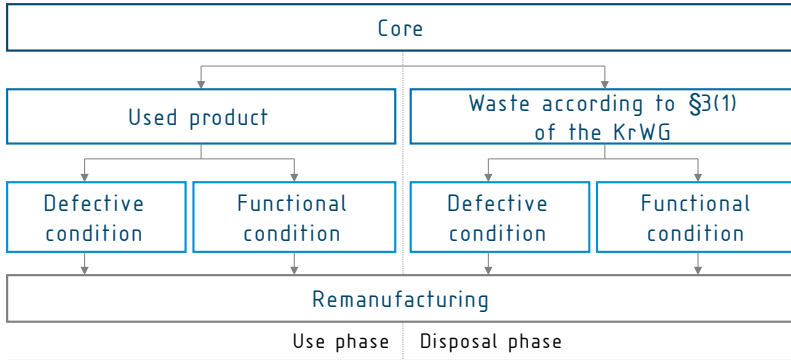 Core
Used product
Waste according to §3(1)
of the KrWG
Defective
condition
Functional
condition
Defective
condition
Functional
condition
Remanufacturing
Use phase
Disposal phase